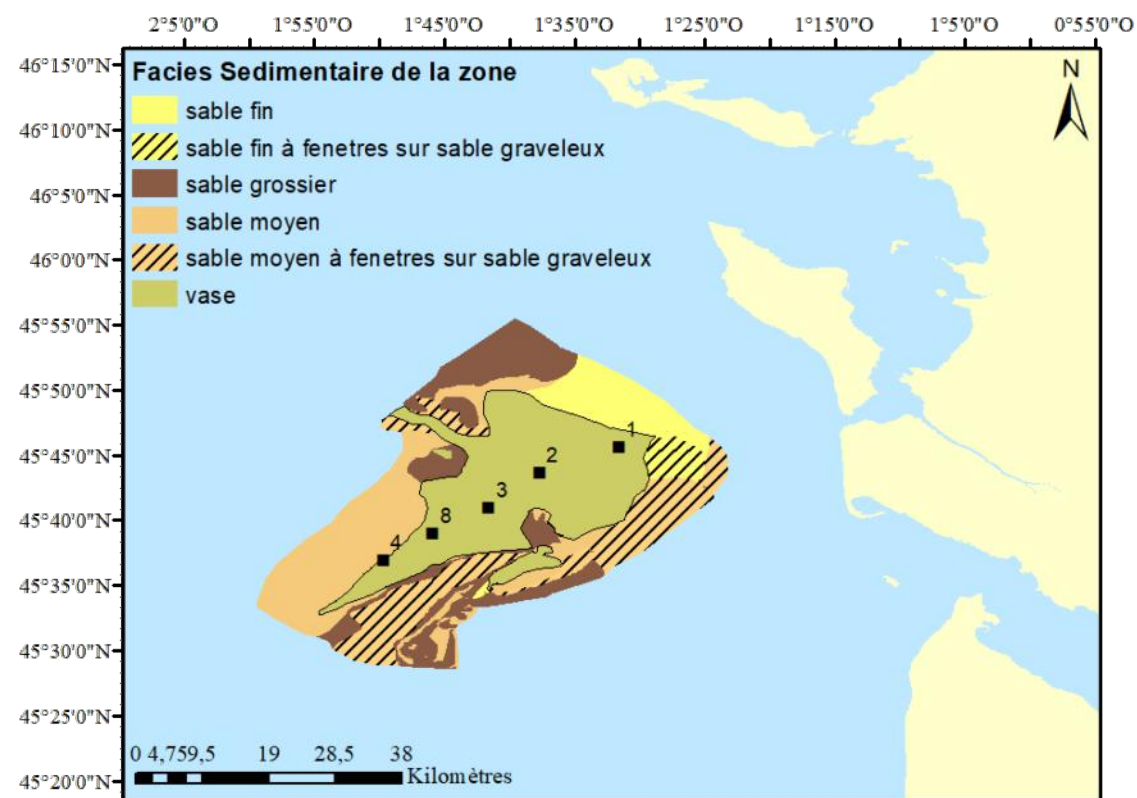 2°5'0"O 1°55'0"O 1°45'0"O 1°35'0"O 1°25'0"O 1°15'0"O 1°5'0"O 0°55'0"O
46°15'0"N
46°10'0"N
46°5'0"N
46°0'0"N
45°55'0"N
45°50'0"N
45°45'0"N
45°40'0"N
45°35'0"N
45°30'0"N
45°25'0"N
45°20'0"N
Facies Sedimentaire de la zone
sable fin
sable fin à fenetres sur sable graveleux
sable grossier
sable moyen
sable moyen à fenetres sur sable graveleux
vase
N
1
2
3
8
4
0 4,759,5 19 28,5 38
Kilomètres